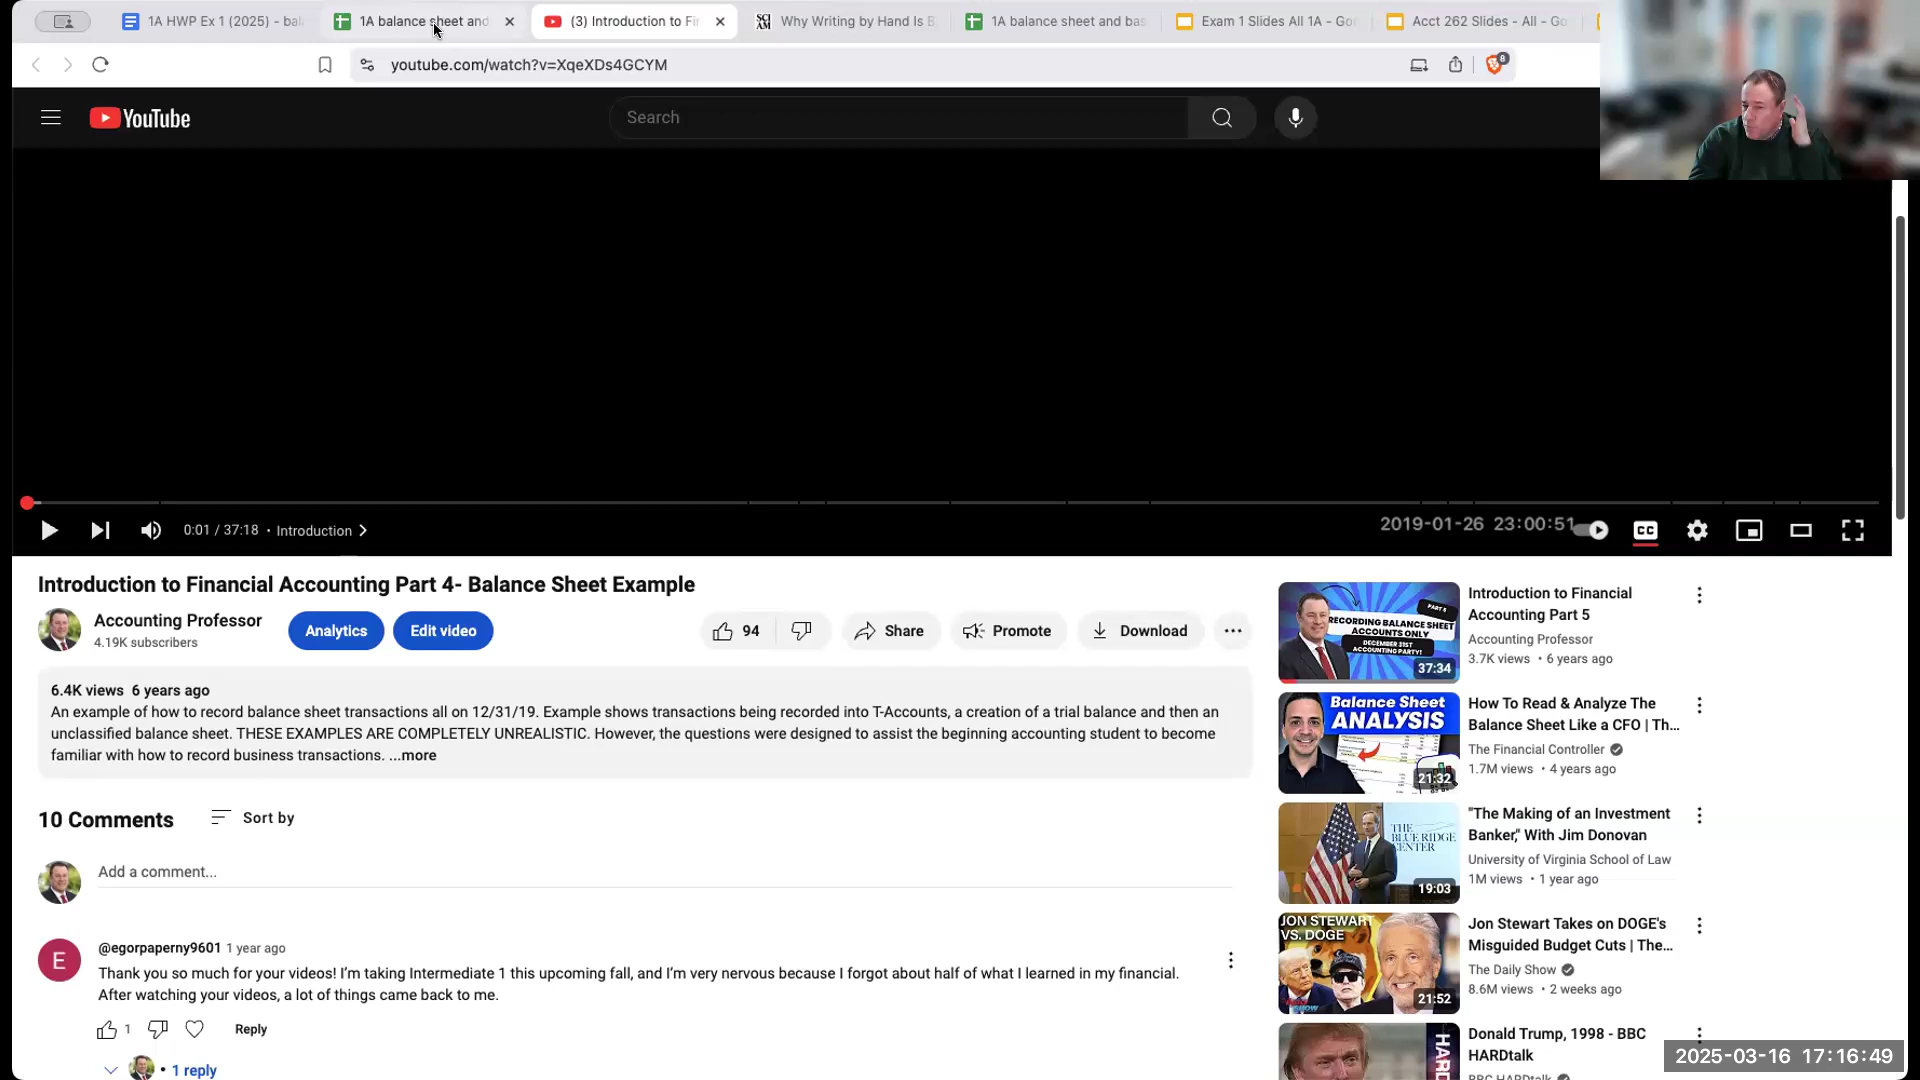 1A HWP Ex 1 (2025) - bal
1A balance sheet and
(3) Introduction to Fi
SCI AM
Why Writing by Hand Is B
1A balance sheet and bas
Exam 1 Slides All 1A - Go
Acct 262 Slides - All - Go
youtube.com/watch?v=XqeXDs4GCYM
8
YouTube
Search
0:01 / 37:18 • Introduction
2019-01-26 23:00:51
CC
Introduction to Financial Accounting Part 4- Balance Sheet Example
Accounting Professor
4.19K subscribers
Analytics
Edit video
94
Share
Promote
Download
6.4K views 6 years ago
An example of how to record balance sheet transactions all on 12/31/19. Example shows transactions being recorded into T-Accounts, a creation of a trial balance and then an
unclassified balance sheet. THESE EXAMPLES ARE COMPLETELY UNREALISTIC. However, the questions were designed to assist the beginning accounting student to become
familiar with how to record business transactions. ...more
10 Comments
Sort by
Add a comment...
E
@egorpaperny9601 1 year ago
Thank you so much for your videos! I'm taking Intermediate 1 this upcoming fall, and I'm very nervous because I forgot about half of what I learned in my financial.
After watching your videos, a lot of things came back to me.
1
Reply
• 1 reply
PART 5
RECORDING BALANCE SHEET
ACCOUNTS ONLY
DECEMBER 31ST
ACCOUNTING PARTY!
37:34
Introduction to Financial
Accounting Part 5
Accounting Professor
3.7K views • 6 years ago
Balance Sheet
ANALYSIS
21:32
How To Read & Analyze The
Balance Sheet Like a CFO | Th...
The Financial Controller
1.7M views • 4 years ago
THE
BLUE RIDGE
CENTER
19:03
"The Making of an Investment
Banker," With Jim Donovan
University of Virginia School of Law
1M views • 1 year ago
JON STEWART
VS. DOGE
21:52
Jon Stewart Takes on DOGE's
Misguided Budget Cuts | The...
The Daily Show
8.6M views • 2 weeks ago
HARD
Donald Trump, 1998 - BBC
HARDtalk
BBC HARDtalk
2025-03-16 17:16:49